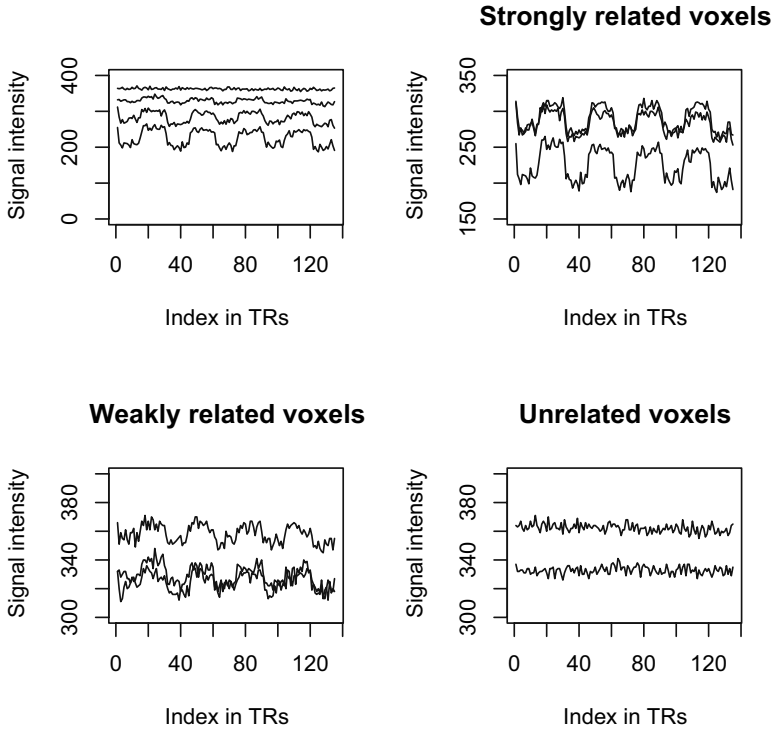 Strongly related voxels
Signal intensity
0 200 400
0 40 80 120
Index in TRs
Signal intensity
150 250 350
0 40 80 120
Index in TRs
Weakly related voxels
Signal intensity
300 340 380
0 40 80 120
Index in TRs
Unrelated voxels
Signal intensity
300 340 380
0 40 80 120
Index in TRs